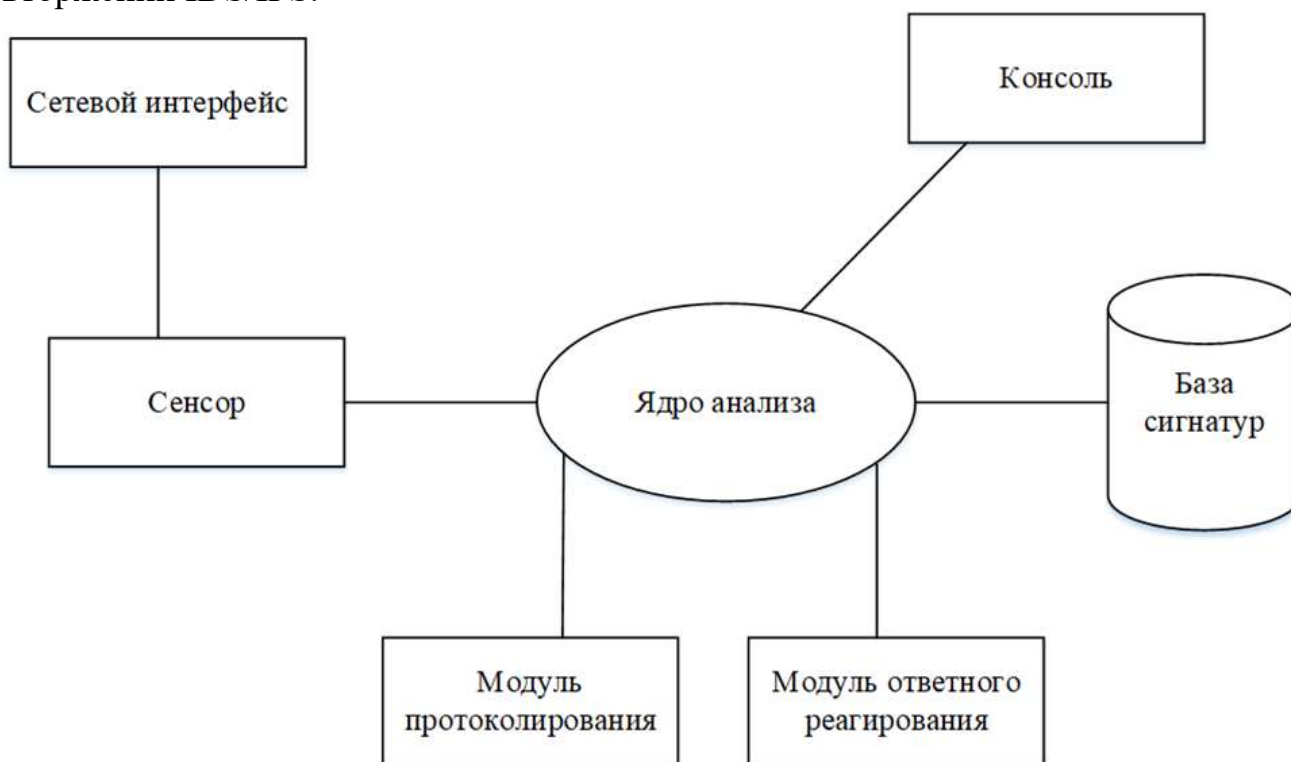 Сетевой интерфейс
Консоль
Сенсор
Ядро анализа
База
сигнатур
Модуль
протоколирования
Модуль ответного
реагирования